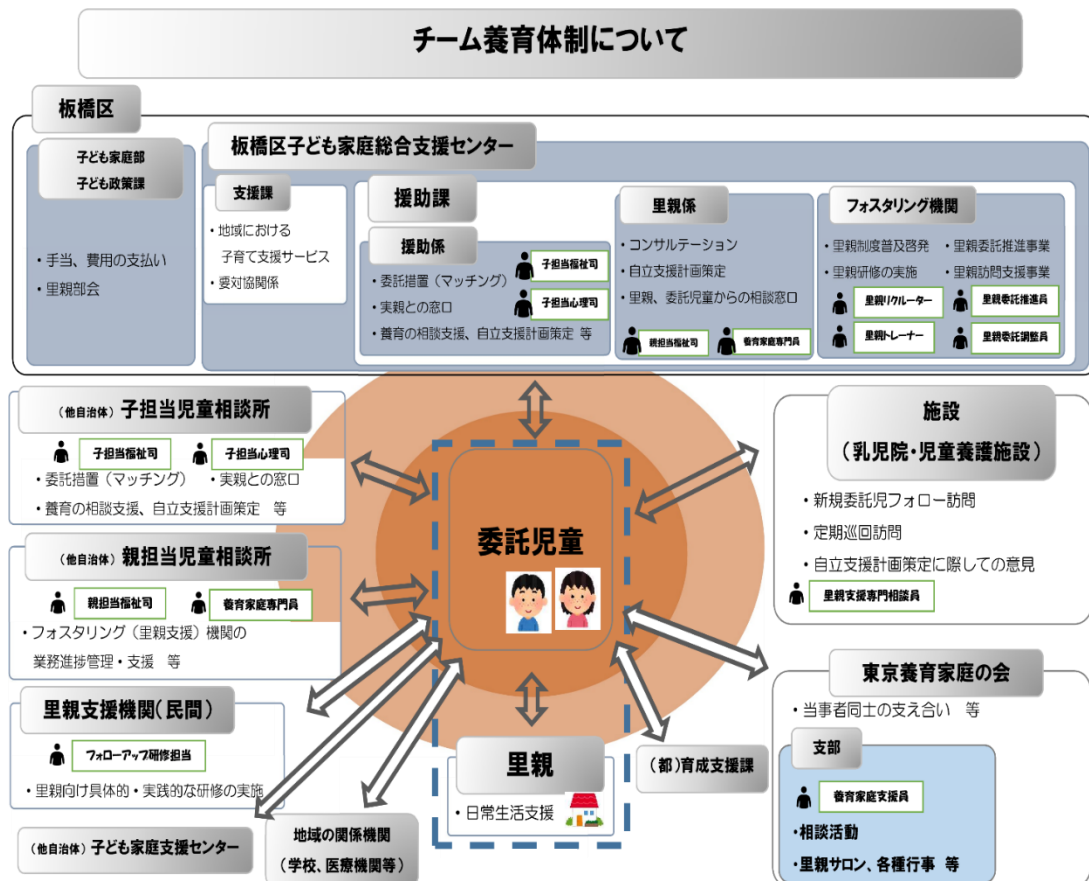 チーム養育体制について
板橋区
子ども家庭部
子ども政策課
・手当、費用の支払い
・里親部会
板橋区子ども家庭総合支援センター
支援課
・地域における
子育て支援サービス
・要対協関係
援助課
援助係
子担当福祉司
・委託措置（マッチング）
子担当心理司
・実親との窓口
・養育の相談支援、自立支援計画策定 等
里親係
・コンサルテーション
・自立支援計画策定
・里親、委託児童からの相談窓口
親担当福祉司
養育家庭専門員
フォスタリング機関
・里親制度普及啓発
・里親委託推進事業
・里親研修の実施
・里親訪問支援事業
里親リクルーター
里親委託推進員
里親トレーナー
里親委託調整員
（他自治体）子担当児童相談所
子担当福祉司
子担当心理司
・委託措置（マッチング）
・実親との窓口
・養育の相談支援、自立支援計画策定 等
（他自治体）親担当児童相談所
親担当福祉司
養育家庭専門員
・フォスタリング（里親支援）機関の
業務進捗管理・支援 等
里親支援機関（民間）
フォローアップ研修担当
・里親向け具体的・実践的な研修の実施
（他自治体）子ども家庭支援センター
地域の関係機関
（学校、医療機関等）
委託児童
里親
・日常生活支援
（都）育成支援課
施設
（乳児院・児童養護施設）
・新規委託児フォロー訪問
・定期巡回訪問
・自立支援計画策定に際しての意見
里親支援専門相談員
東京養育家庭の会
・当事者同士の支え合い 等
支部
養育家庭支援員
・相談活動
・里親サロン、各種行事 等